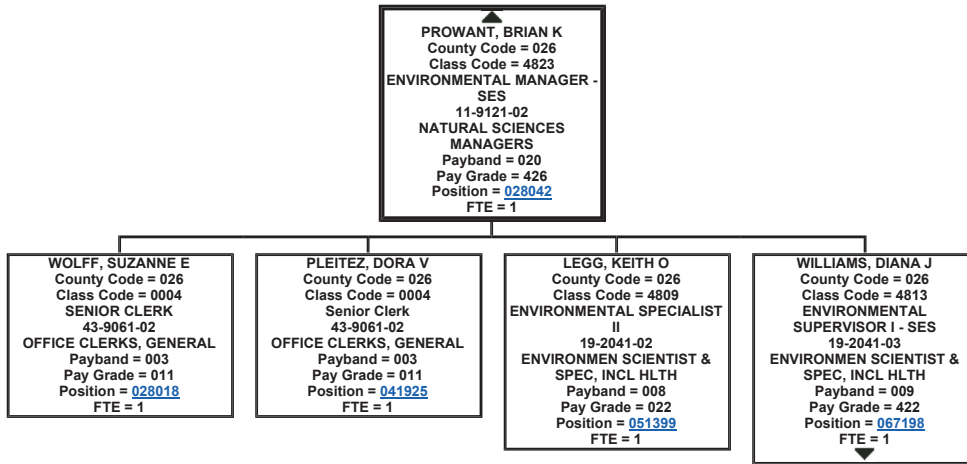 PROWANT, BRIAN K
County Code = 026
Class Code = 4823
ENVIRONMENTAL MANAGER -
SES
11-9121-02
NATURAL SCIENCES
MANAGERS
Payband = 020
Pay Grade = 426
Position = 028042
FTE = 1
WOLFF, SUZANNE E
County Code = 026
Class Code = 0004
SENIOR CLERK
43-9061-02
OFFICE CLERKS, GENERAL
Payband = 003
Pay Grade = 011
Position = 028018
FTE = 1
PLEITEZ, DORA V
County Code = 026
Class Code = 0004
Senior Clerk
43-9061-02
OFFICE CLERKS, GENERAL
Payband = 003
Pay Grade = 011
Position = 041925
FTE = 1
LEGG, KEITH O
County Code = 026
Class Code = 4809
ENVIRONMENTAL SPECIALIST
II
19-2041-02
ENVIRONMEN SCIENTIST &
SPEC, INCL HLTH
Payband = 008
Pay Grade = 022
Position = 051399
FTE = 1
WILLIAMS, DIANA J
County Code = 026
Class Code = 4813
ENVIRONMENTAL
SUPERVISOR I - SES
19-2041-03
ENVIRONMEN SCIENTIST &
SPEC, INCL HLTH
Payband = 009
Pay Grade = 422
Position = 067198
FTE = 1